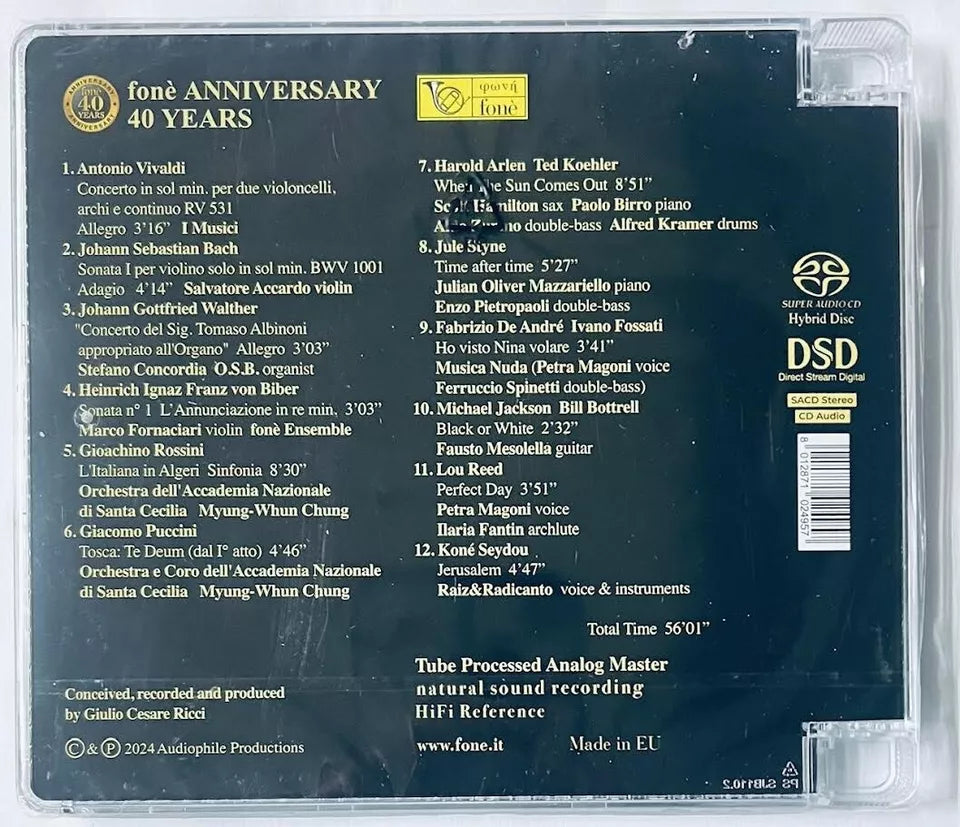 ANNIVERSARY
fonè
40
YEARS
ANNIVERSARY
fonè ANNIVERSARY
40 YEARS
φωνή
fonè
1. Antonio Vivaldi
Concerto in sol min. per due violoncelli,
archi e continuo RV 531
Allegro 3'16” I Musici
2. Johann Sebastian Bach
Sonata I per violino solo in sol min. BWV 1001
Adagio 4'14” Salvatore Accardo violin
3. Johann Gottfried Walther
"Concerto del Sig. Tomaso Albinoni
appropriato all'Organo" Allegro 3'03”
Stefano Concordia O.S.B. organist
4. Heinrich Ignaz Franz von Biber
Sonata n° 1 L'Annunciazione in re min, 3'03”
Marco Fornaciari violin fonè Ensemble
5. Gioachino Rossini
L'Italiana in Algeri Sinfonia 8'30”
Orchestra dell'Accademia Nazionale
di Santa Cecilia Myung-Whun Chung
6. Giacomo Puccini
Tosca: Te Deum (dal I° atto) 4'46”
Orchestra e Coro dell'Accademia Nazionale
di Santa Cecilia Myung-Whun Chung
7. Harold Arlen Ted Koehler
When The Sun Comes Out 8'51”
Scott Hamilton sax Paolo Birro piano
double-bass Alfred Kramer drums
8. Jule Styne
Time after time 5'27”
Julian Oliver Mazzariello piano
Enzo Pietropaoli double-bass
9. Fabrizio De André Ivano Fossati
Ho visto Nina volare 3'41”
Musica Nuda (Petra Magoni voice
Ferruccio Spinetti double-bass)
10. Michael Jackson Bill Bottrell
Black or White 2'32”
Fausto Mesolella guitar
11. Lou Reed
Perfect Day 3'51”
Petra Magoni voice
Ilaria Fantin archlute
12. Koné Seydou
Jerusalem 4'47”
Raiz&Radicanto voice & instruments
Total Time 56'01”
SUPER AUDIO CD
Hybrid Disc
DSD
Direct Stream Digital
SACD Stereo
CD Audio
8 012871 024957
Conceived, recorded and produced
by Giulio Cesare Ricci
© & ℗ 2024 Audiophile Productions
Tube Processed Analog Master
natural sound recording
HiFi Reference
www.fone.it Made in EU
PS SJB110.2